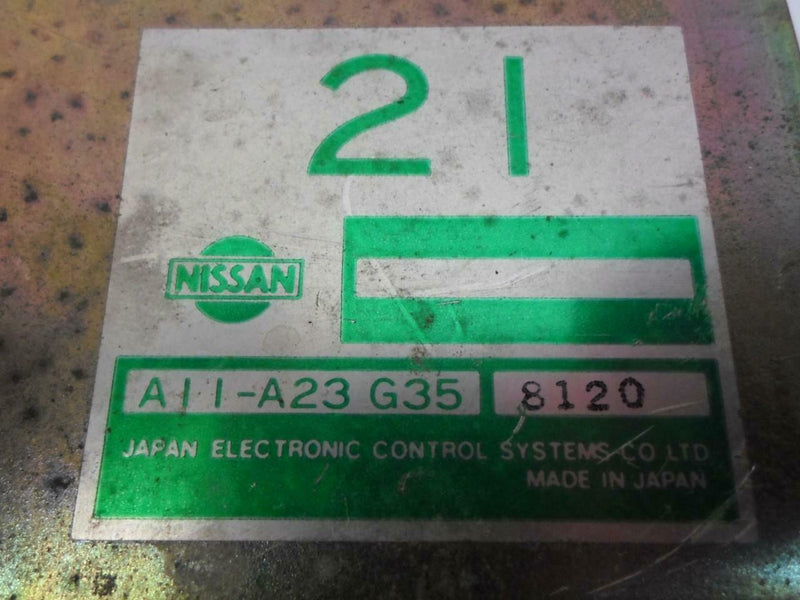 21
NISSAN
A11-A23 G35 8120
JAPAN ELECTRONIC CONTROL SYSTEMS CO LTD
MADE IN JAPAN